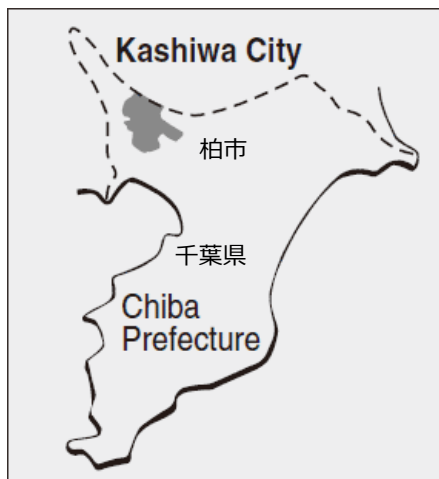 Kashiwa City
柏市
千葉県
Chiba
Prefecture